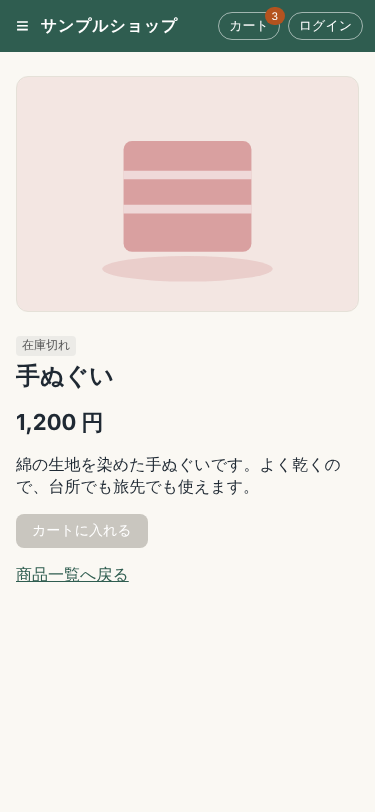 ≡ サンプルショップ カート 3 ログイン
在庫切れ
手ぬぐい
1,200 円
綿の生地を染めた手ぬぐいです。よく乾くの
で、台所でも旅先でも使えます。
カートに入れる
商品一覧へ戻る